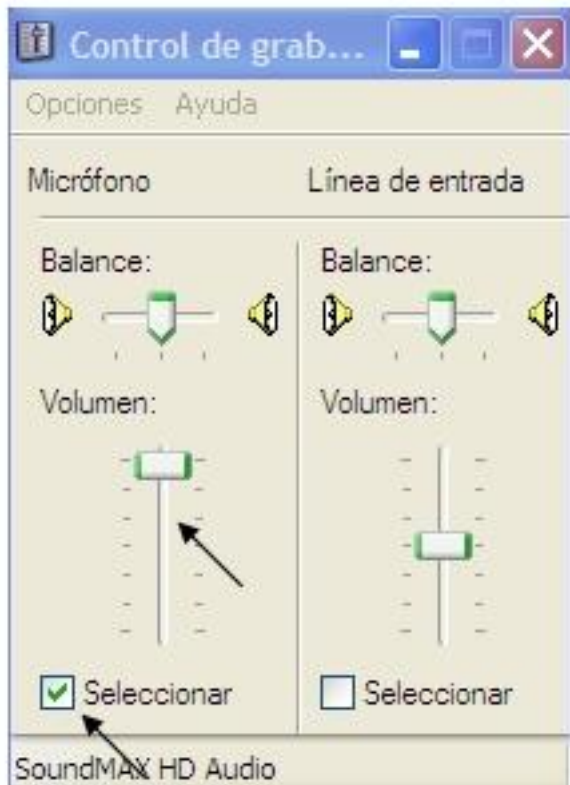 Control de grab...
Opciones Ayuda
Micrófono Línea de entrada
Balance: Balance:
Volumen: Volumen:
Seleccionar Seleccionar
SoundMAX HD Audio